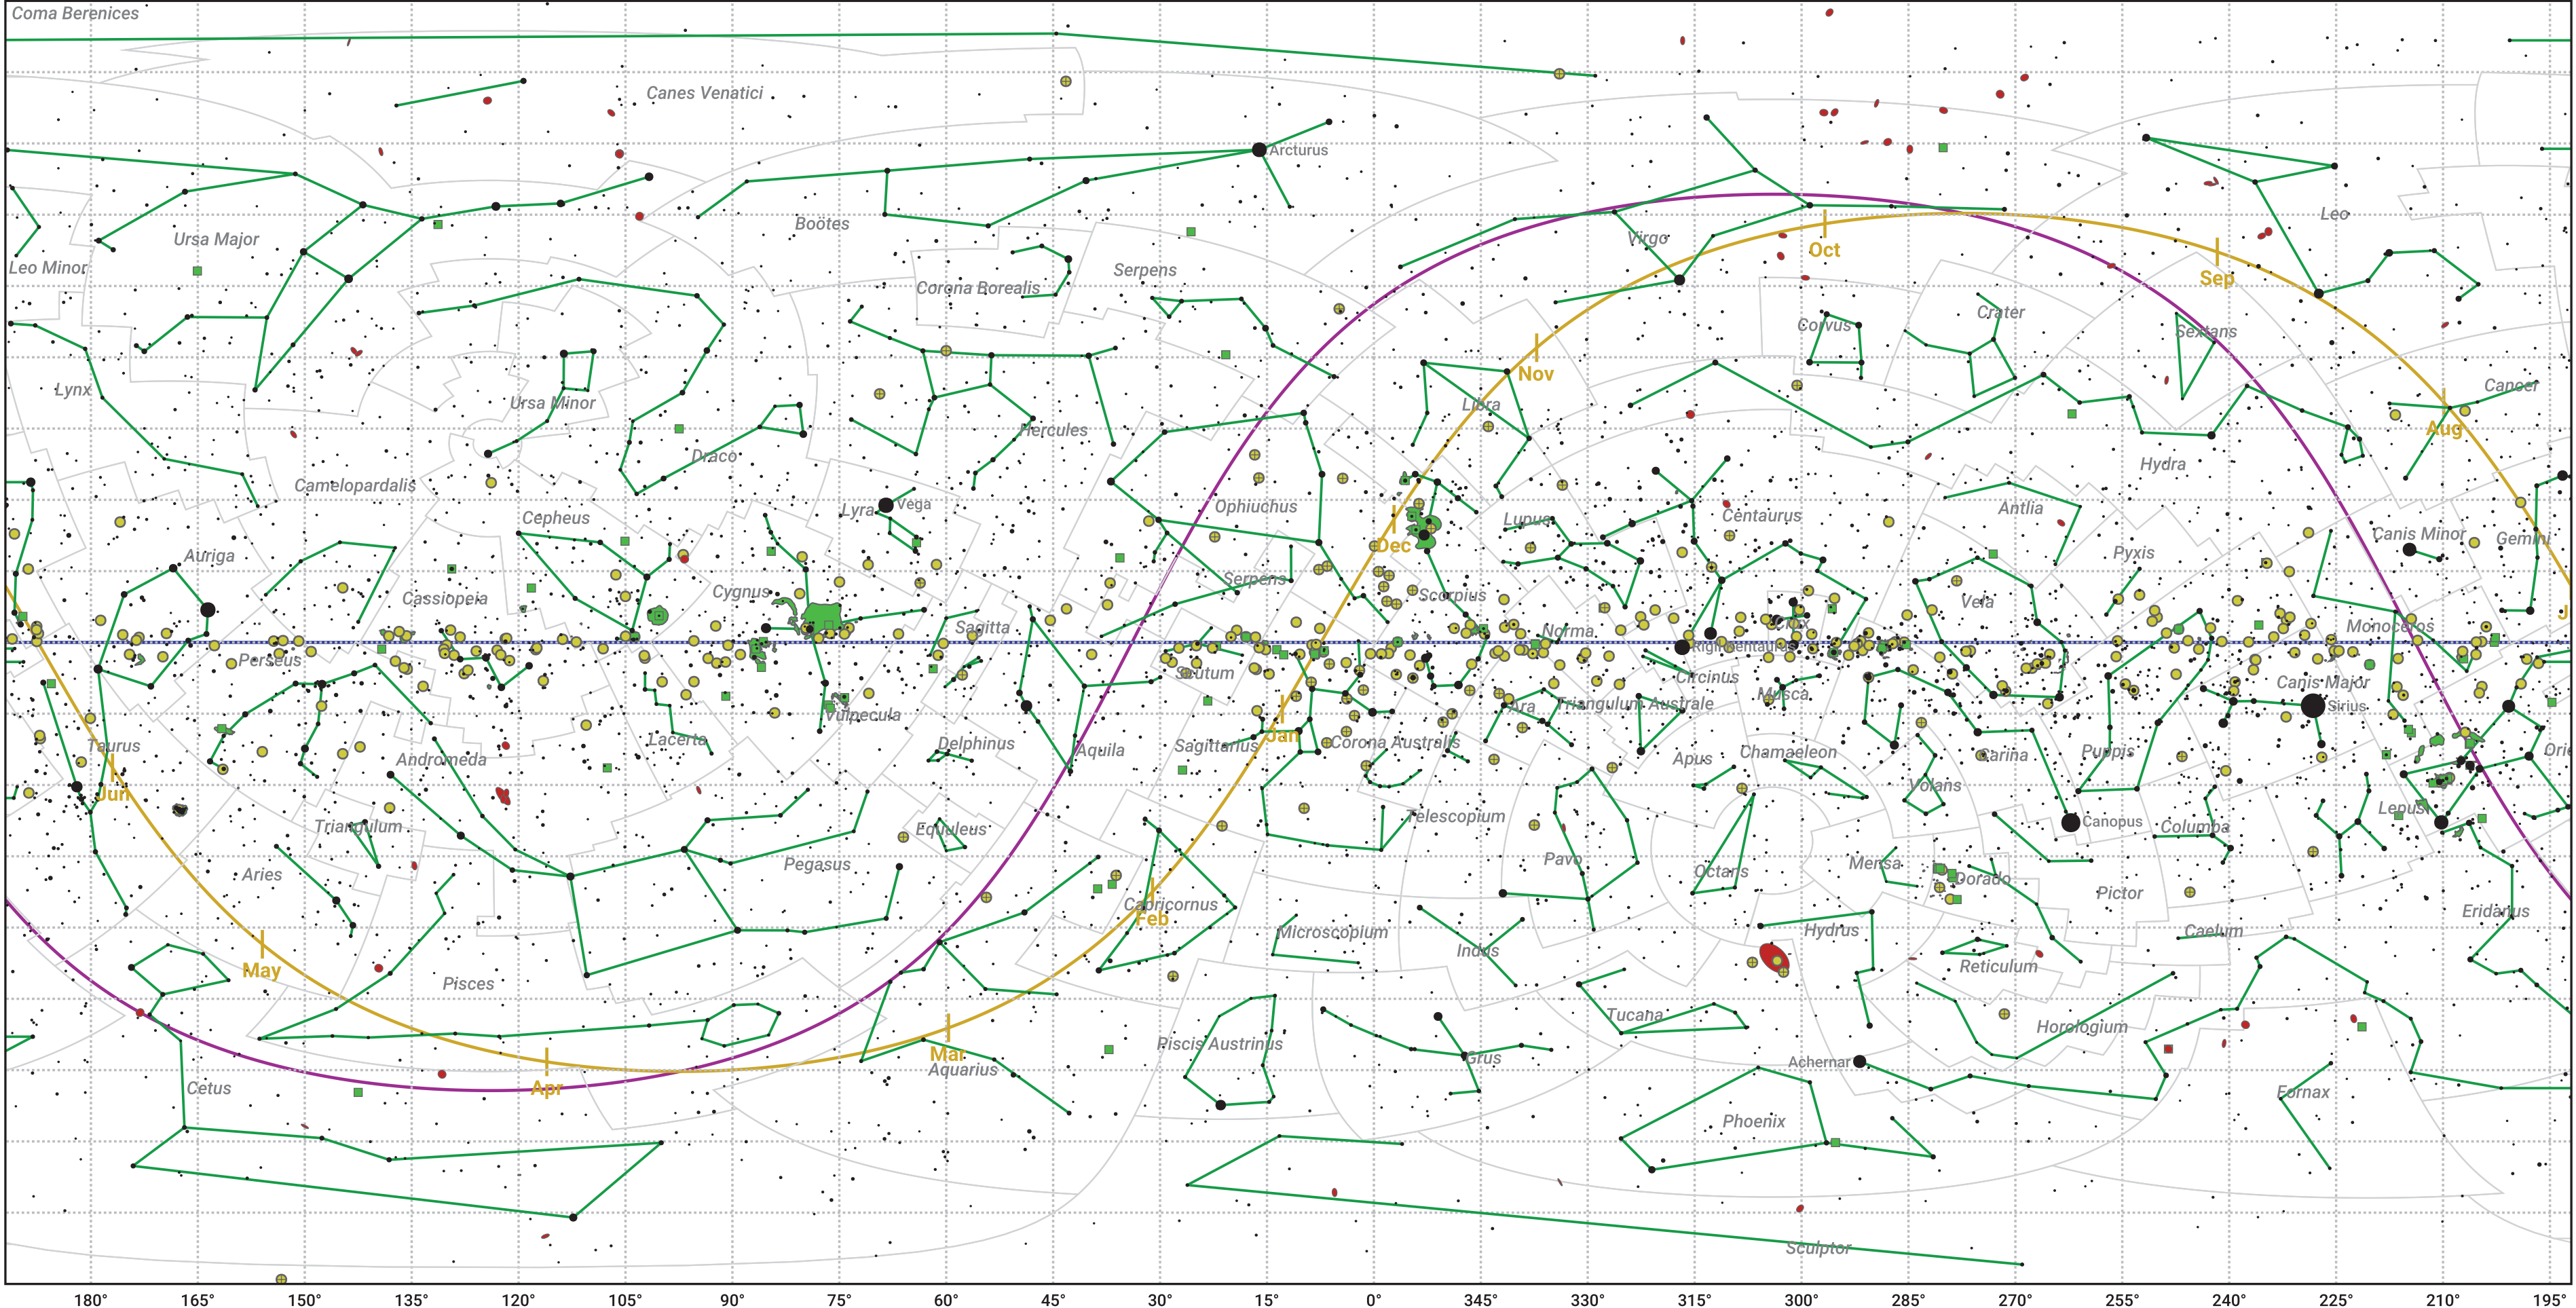 Coma Berenices
Canes Venatici
Arcturus
Ursa Major
Boötes
Virgo
Leo
Oct
Leo Minor
Serpens
Sep
Corona Borealis
Crater
Corvus
Sextans
Nov
Lynx
Ursa Minor
Libra
Cancer
Hercules
Aug
Draco
Hydra
Camelopardalis
Lyra
Vega
Ophiuchus
Cepheus
Lupus
Centaurus
Antlia
Canis Minor
Gemini
Dec
Auriga
Pyxis
Serpens
Cassiopeia
Cygnus
Scorpius
Vela
J
Sagitta
Norma
Crux
Monoceros
Perseus
Rigil Kentaurus
Scutum
Circinus
Musca
Canis Major
Sirius
Vulpecula
Ara
Triangulum Australe
Taurus
Lacerta
Delphinus
Aquila
Sagittarius
Jan
Corona Australis
Andromeda
Apus
Chamaeleon
Carina
Puppis
Orio
Jun
Volans
Lepus
Triangulum
Equuleus
Telescopium
Canopus
Columba
Aries
Pegasus
Pavo
Octans
Mensa
Dorado
Pictor
Capricornus
Feb
Eridanus
Microscopium
Indus
Hydrus
Caelum
May
Pisces
Reticulum
Tucana
Horologium
Mar
Aquarius
Piscis Austrinus
Grus
Achernar
Cetus
Apr
Fornax
Phoenix
Sculptor
180° 165° 150° 135° 120° 105° 90° 75° 60° 45° 30° 15° 0° 345° 330° 315° 300° 285° 270° 255° 240° 225° 210° 195°